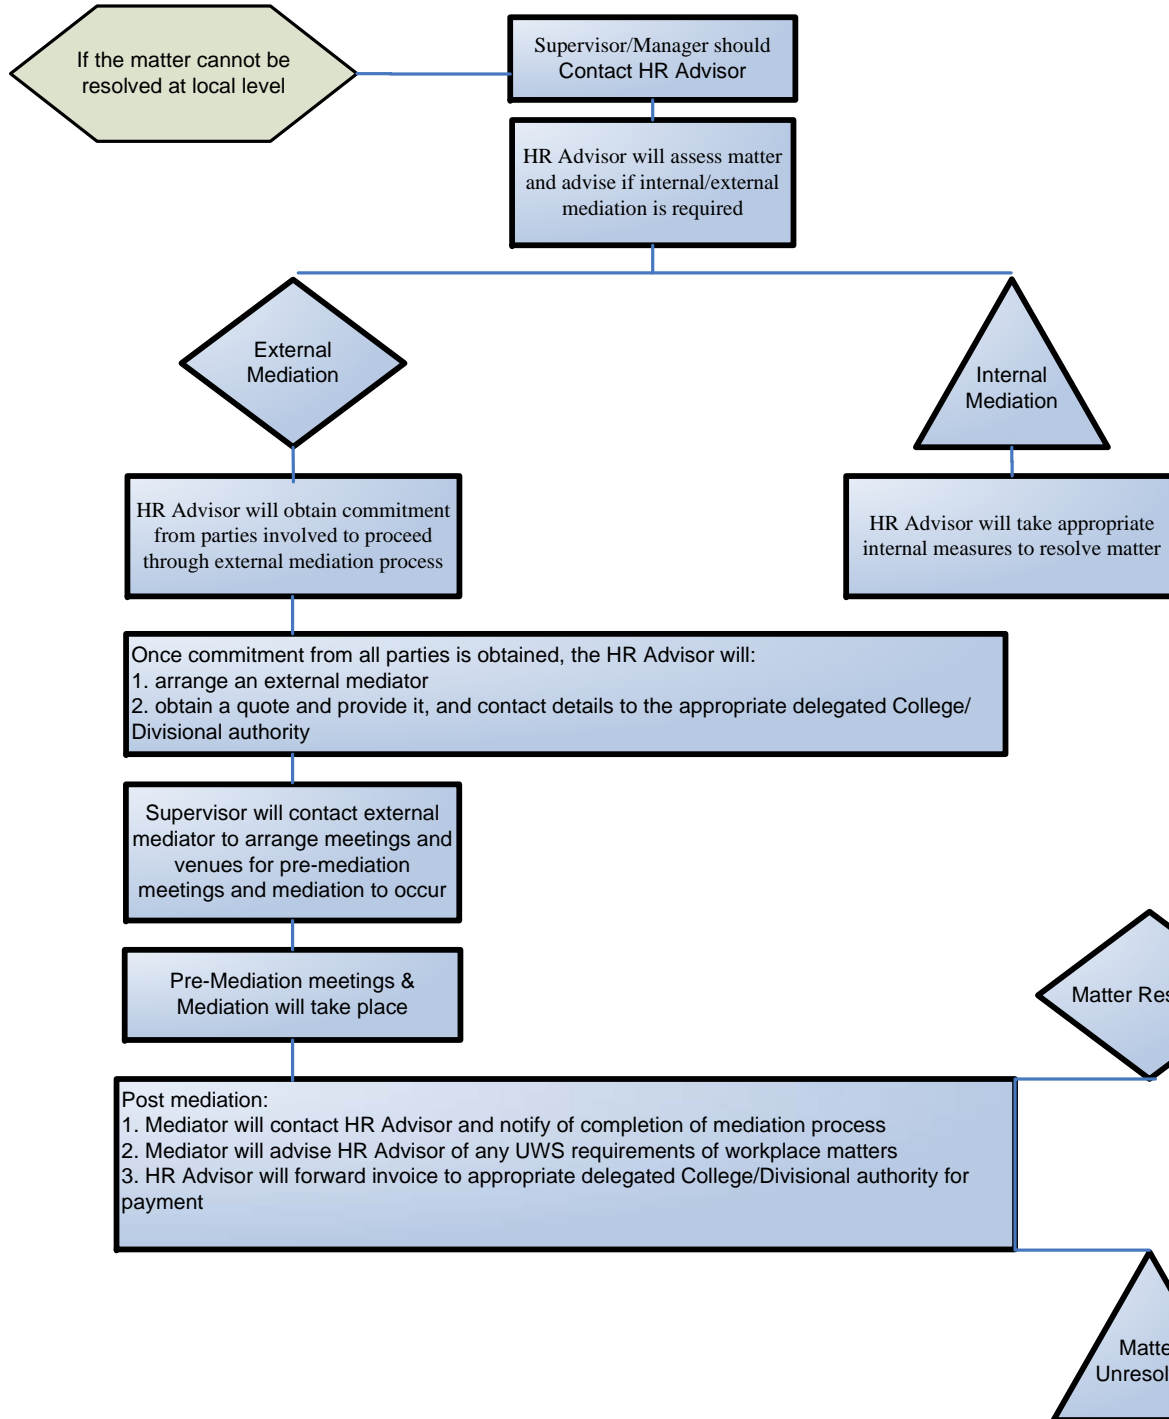 If the matter cannot be
resolved at local level
Supervisor/Manager should
Contact HR Advisor
HR Advisor will assess matter
and advise if internal/external
mediation is required
External
Mediation
Internal
Mediation
HR Advisor will obtain commitment
from parties involved to proceed
through external mediation process
HR Advisor will take appropriate
internal measures to resolve matter
Once commitment from all parties is obtained, the HR Advisor will:
1. arrange an external mediator
2. obtain a quote and provide it, and contact details to the appropriate delegated College/
Divisional authority
Supervisor will contact external
mediator to arrange meetings and
venues for pre-mediation
meetings and mediation to occur
Pre-Mediation meetings &
Mediation will take place
Matter
Post mediation:
1. Mediator will contact HR Advisor and notify of completion of mediation process
2. Mediator will advise HR Advisor of any UWS requirements of workplace matters
3. HR Advisor will forward invoice to appropriate delegated College/Divisional authority for
payment